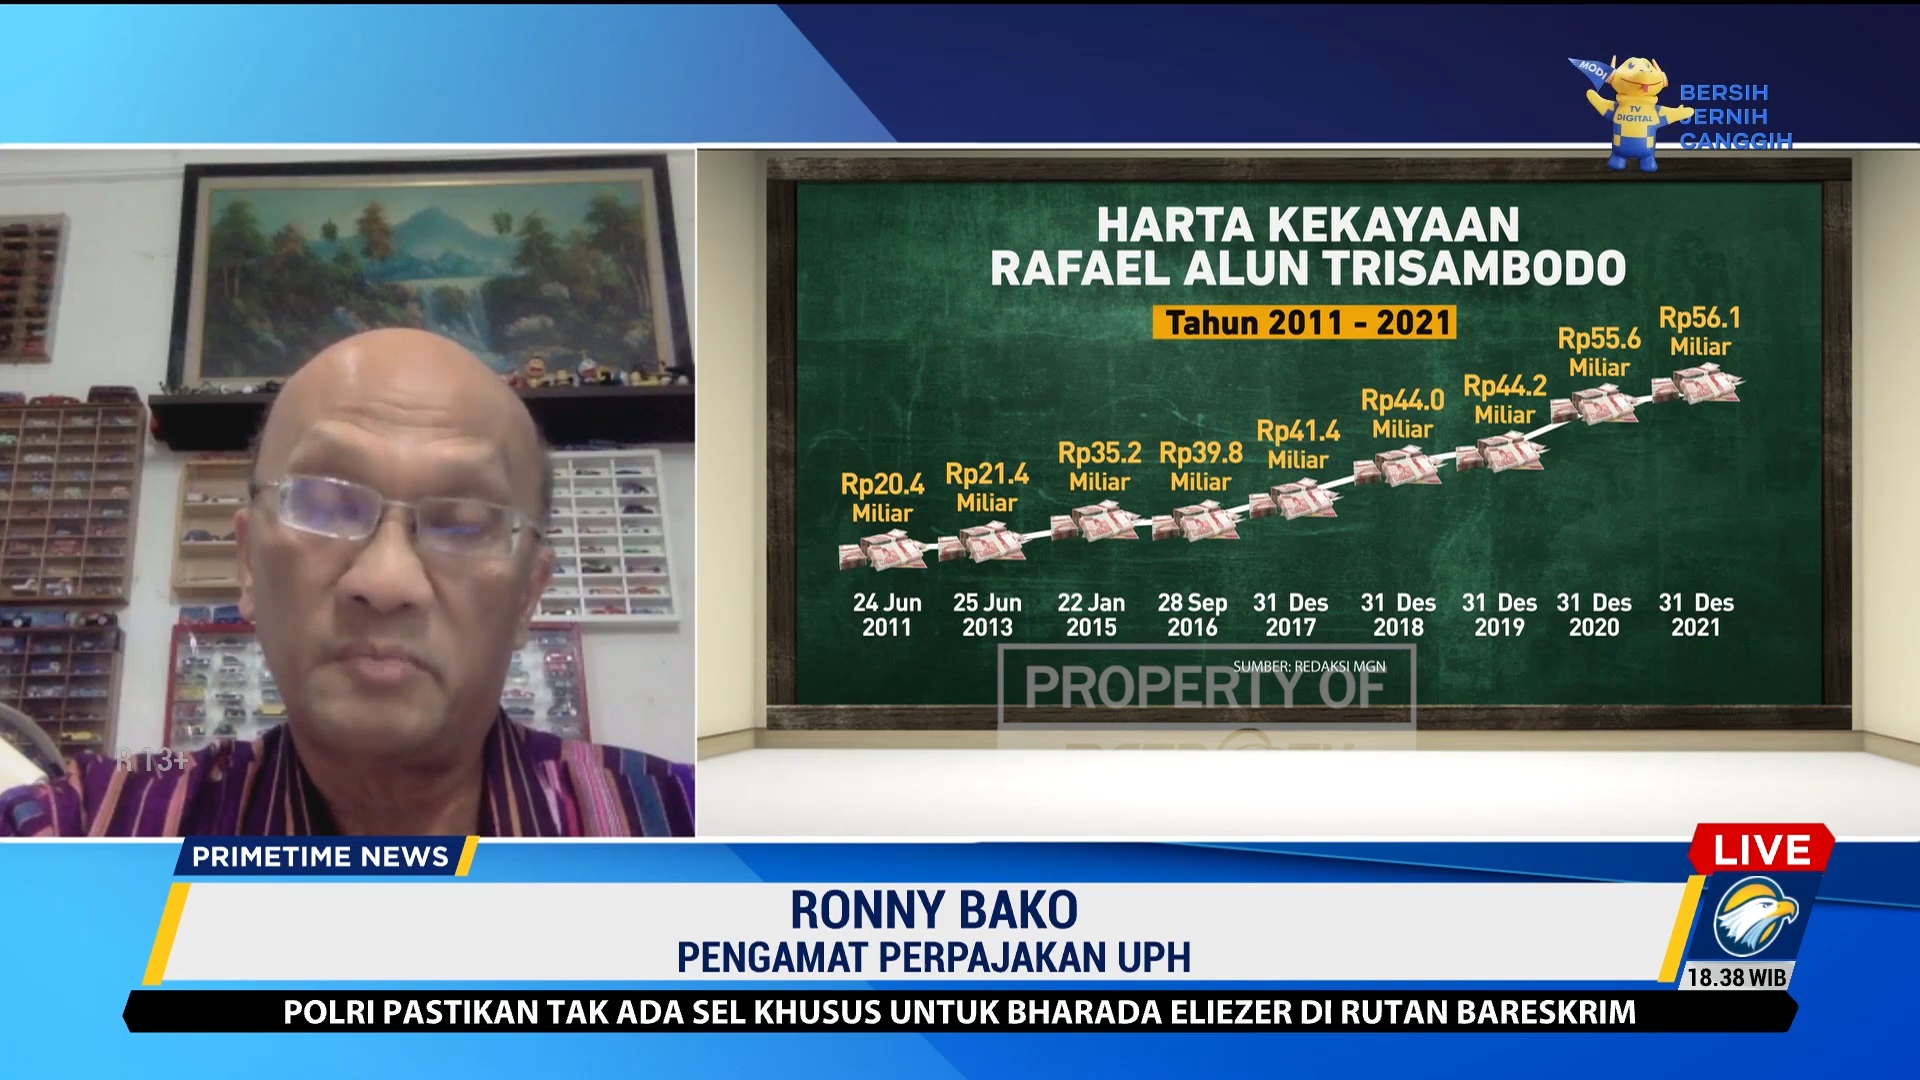 MODI
TV
DIGITAL
BERSIH
JERNIH
CANGGIH
HARTA KEKAYAAN
RAFAEL ALUN TRISAMBODO
Tahun 2011 - 2021
Rp20.4
Miliar
Rp21.4
Miliar
Rp35.2
Miliar
Rp39.8
Miliar
Rp41.4
Miliar
Rp44.0
Miliar
Rp44.2
Miliar
Rp55.6
Miliar
Rp56.1
Miliar
24 Jun
2011
25 Jun
2013
22 Jan
2015
28 Sep
2016
31 Des
2017
31 Des
2018
31 Des
2019
31 Des
2020
31 Des
2021
SUMBER: REDAKSI MGN
PROPERTY OF
R 13+
PRIMETIME NEWS
LIVE
RONNY BAKO
PENGAMAT PERPAJAKAN UPH
18.38 WIB
POLRI PASTIKAN TAK ADA SEL KHUSUS UNTUK BHARADA ELIEZER DI RUTAN BARESKRIM